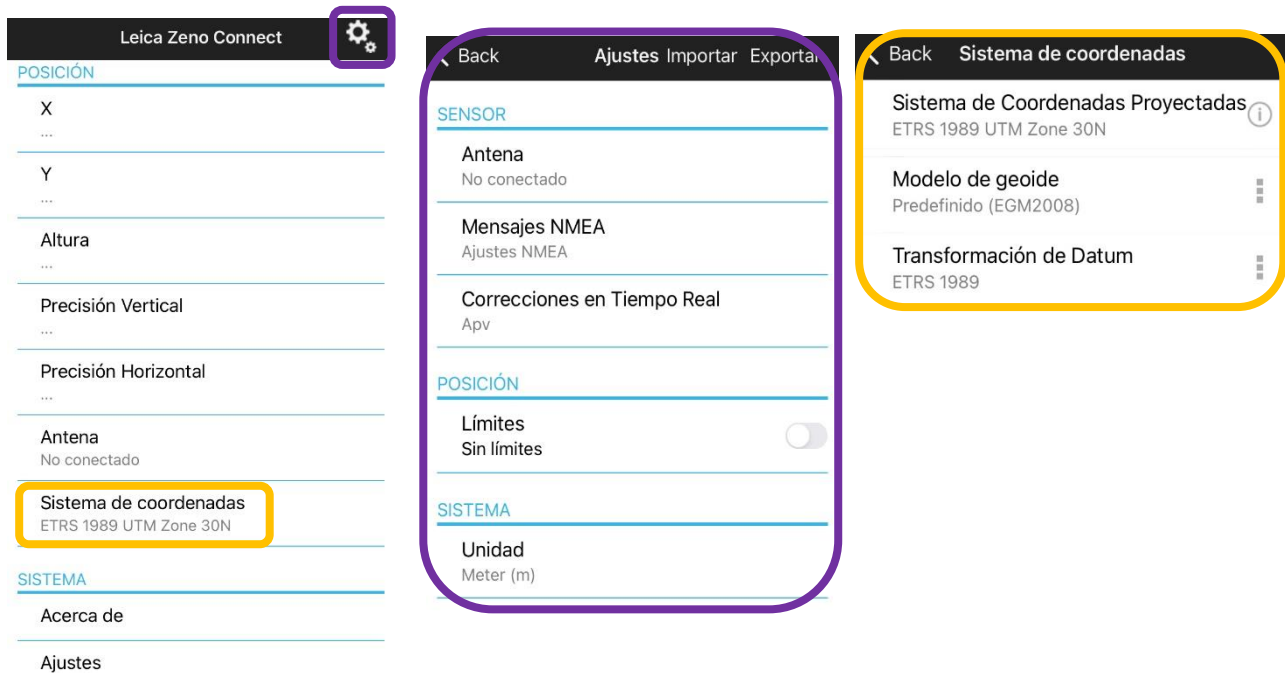 Leica Zeno Connect
POSICIÓN
X
...
Y
...
Altura
...
Precisión Vertical
...
Precisión Horizontal
...
Antena
No conectado
Sistema de coordenadas
ETRS 1989 UTM Zone 30N
SISTEMA
Acerca de
Ajustes
Back Ajustes Importar Exportar
SENSOR
Antena
No conectado
Mensajes NMEA
Ajustes NMEA
Correcciones en Tiempo Real
Apv
POSICIÓN
Límites
Sin límites
SISTEMA
Unidad
Meter (m)
Back Sistema de coordenadas
Sistema de Coordenadas Proyectadas
ETRS 1989 UTM Zone 30N
Modelo de geoide
Predefinido (EGM2008)
Transformación de Datum
ETRS 1989